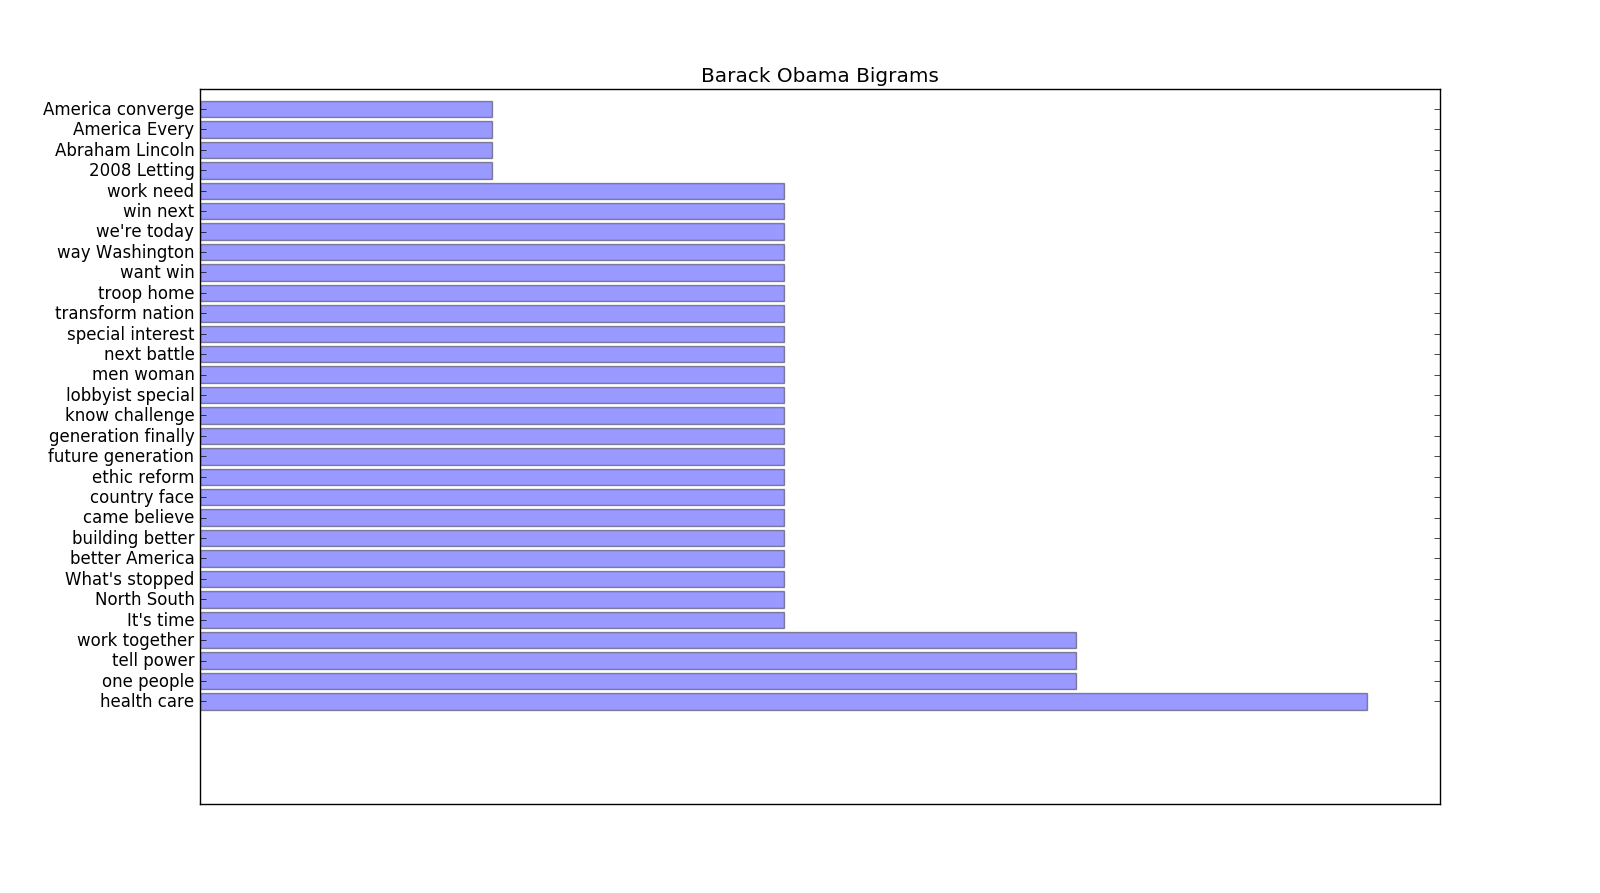 Barack Obama Bigrams
America converge
America Every
Abraham Lincoln
2008 Letting
work need
win next
we're today
way Washington
want win
troop home
transform nation
special interest
next battle
men woman
lobbyist special
know challenge
generation finally
future generation
ethic reform
country face
came believe
building better
better America
What's stopped
North South
It's time
work together
tell power
one people
health care